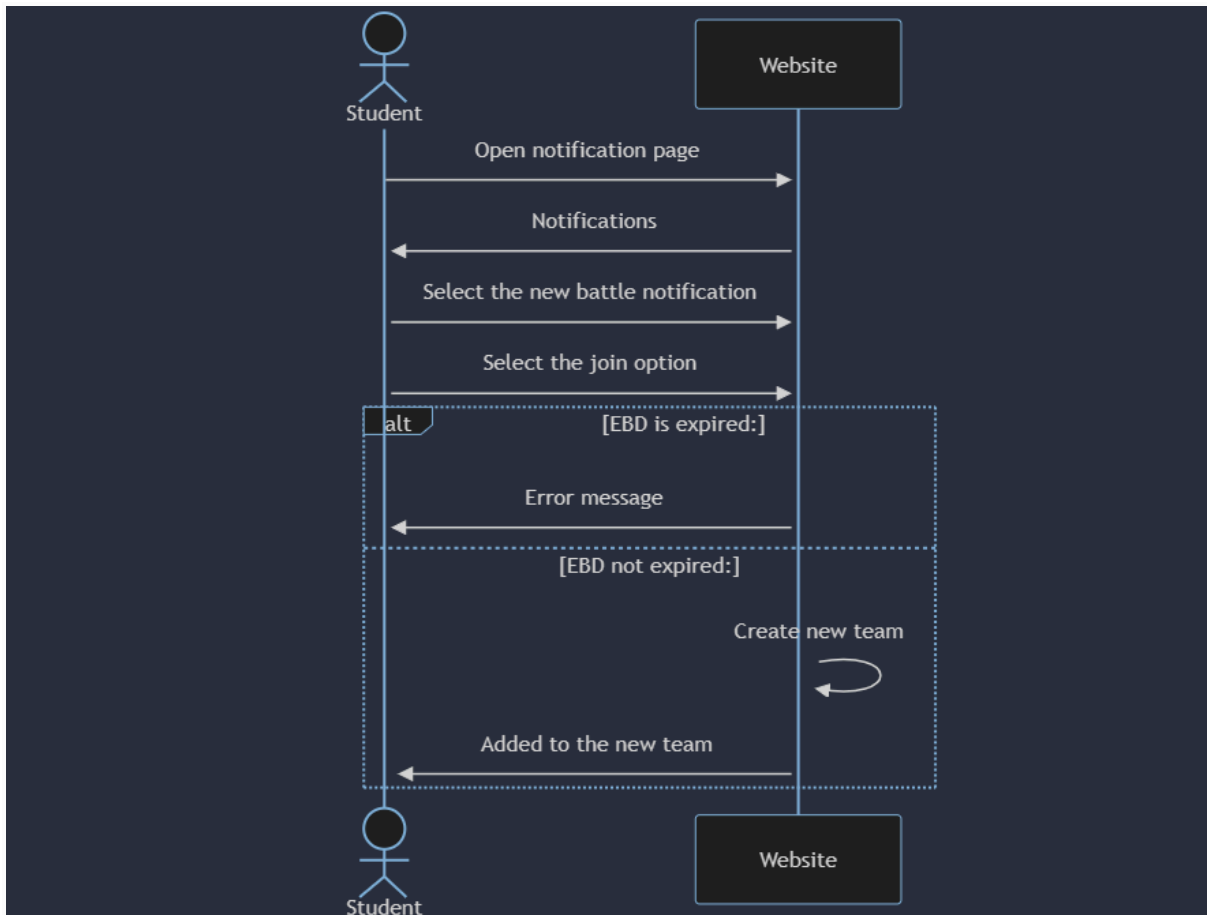 Website
Student
Open notification page
Notifications
Select the new battle notification
Select the join option
alt
[EBD is expired:]
Error message
[EBD not expired:]
Create new team
Added to the new team
Website
Student